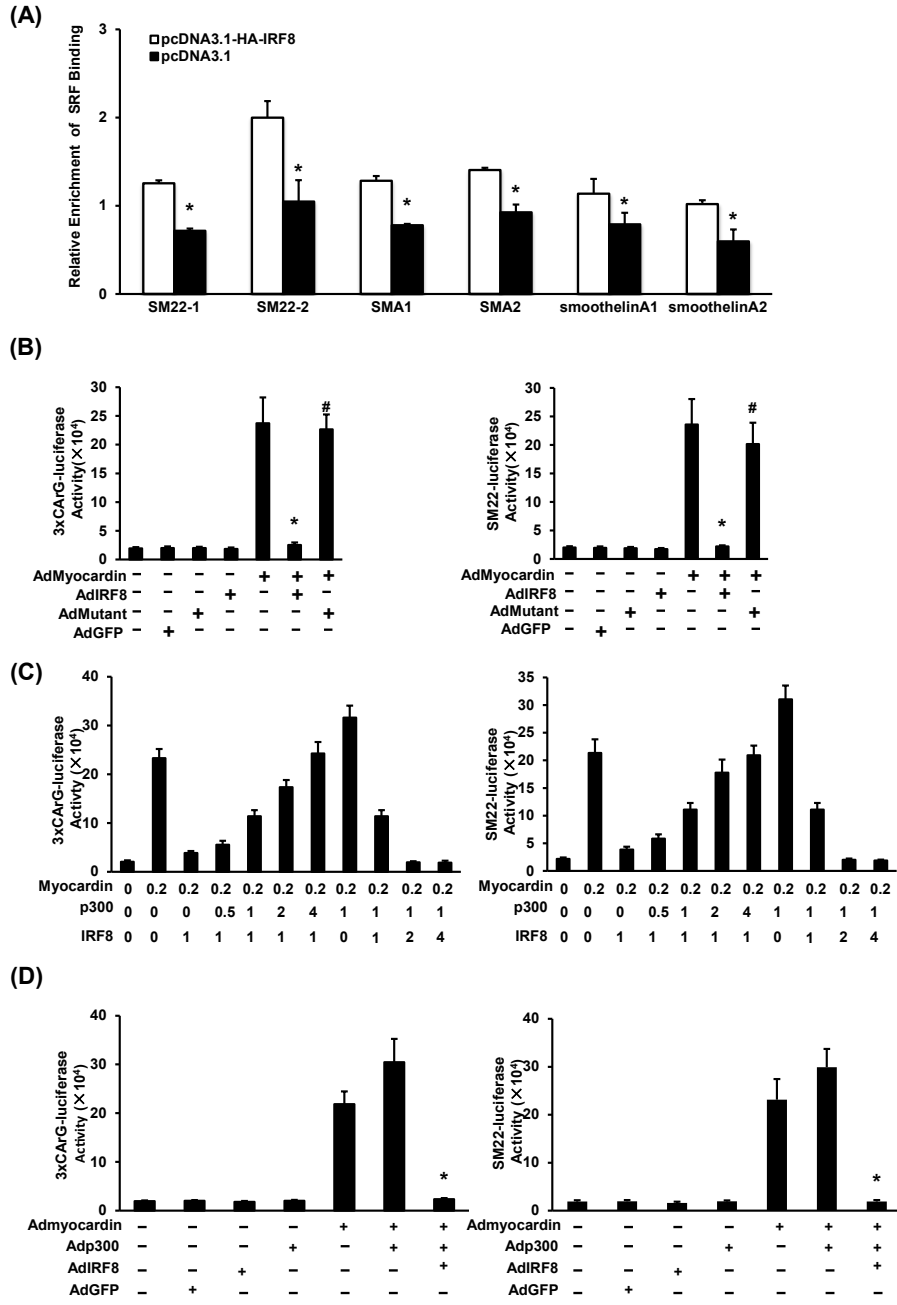 (A)
Relative Enrichment of SRF Binding
3
2
1
0
pcDNA3.1-HA-IRF8
pcDNA3.1
* * * * * *
SM22-1 SM22-2 SMA1 SMA2 smoothelinA1 smoothelinA2
(B)
3xCArG-luciferase
Activity(×10⁴)
30
25
20
15
10
5
0
*
#
AdMyocardin − − − − + + +
AdIRF8 − − − + − + −
AdMutant − − + − − − +
AdGFP − + − − − − −
SM22-luciferase
Activity(×10⁴)
30
25
20
15
10
5
0
*
#
AdMyocardin − − − − + + +
AdIRF8 − − − + − + −
AdMutant − − + − − − +
AdGFP − + − − − − −
(C)
3xCArG-luciferase
Activty (×10⁴)
40
30
20
10
0
Myocardin 0 0.2 0.2 0.2 0.2 0.2 0.2 0.2 0.2 0.2 0.2
p300 0 0 0 0.5 1 2 4 1 1 1 1
IRF8 0 0 1 1 1 1 1 0 1 2 4
SM22-luciferase
Activity (×10⁴)
35
30
25
20
15
10
5
0
Myocardin 0 0.2 0.2 0.2 0.2 0.2 0.2 0.2 0.2 0.2 0.2
p300 0 0 0 0.5 1 2 4 1 1 1 1
IRF8 0 0 1 1 1 1 1 0 1 2 4
(D)
3xCArG-luciferase
Activity (×10⁴)
40
30
20
10
0
*
Admyocardin − − − − + + +
Adp300 − − − + − + +
AdIRF8 − − + − − − +
AdGFP − + − − − − −
SM22-luciferase
Activity (×10⁴)
40
30
20
10
0
*
Admyocardin − − − − + + +
Adp300 − − − + − + +
AdIRF8 − − + − − − +
AdGFP − + − − − − −